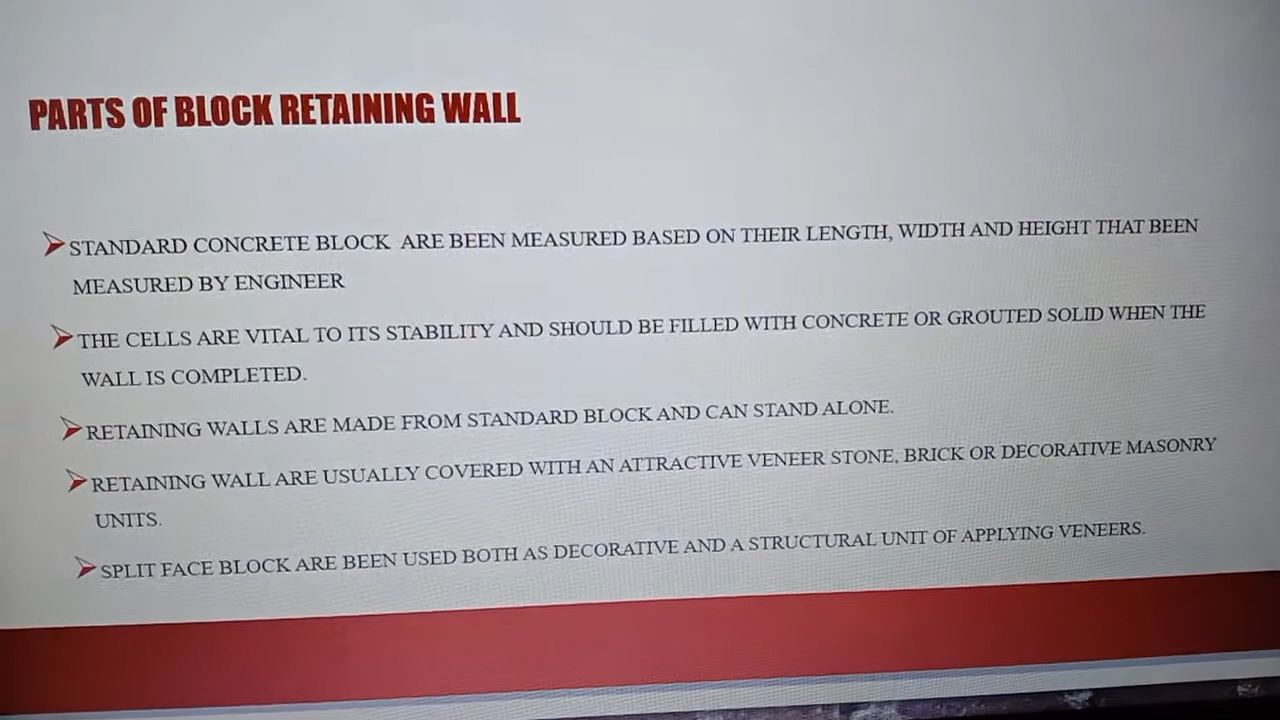 PARTS OF BLOCK RETAINING WALL
STANDARD CONCRETE BLOCK ARE BEEN MEASURED BASED ON THEIR LENGTH, WIDTH AND HEIGHT THAT BEEN
MEASURED BY ENGINEER
THE CELLS ARE VITAL TO ITS STABILITY AND SHOULD BE FILLED WITH CONCRETE OR GROUTED SOLID WHEN THE
WALL IS COMPLETED.
RETAINING WALLS ARE MADE FROM STANDARD BLOCK AND CAN STAND ALONE.
RETAINING WALL ARE USUALLY COVERED WITH AN ATTRACTIVE VENEER STONE, BRICK OR DECORATIVE MASONRY
UNITS.
SPLIT FACE BLOCK ARE BEEN USED BOTH AS DECORATIVE AND A STRUCTURAL UNIT OF APPLYING VENEERS.